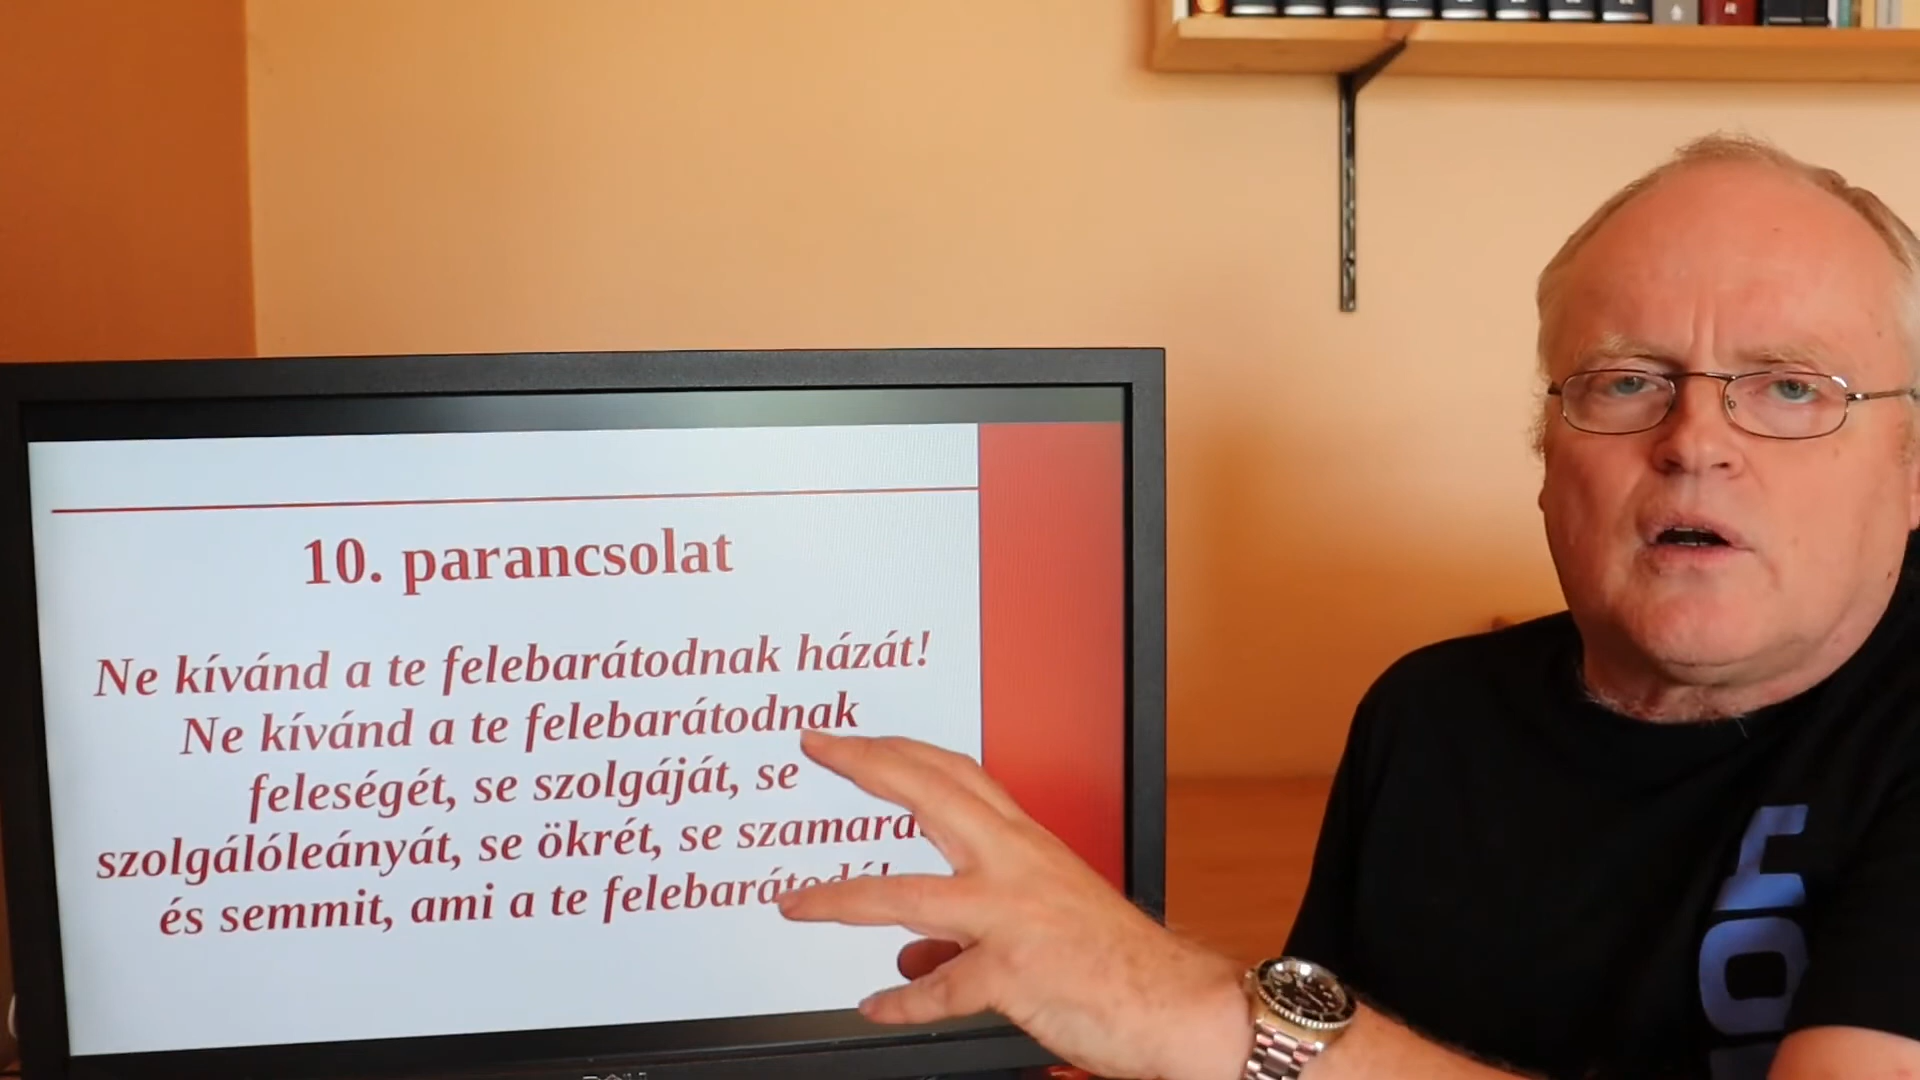 10. parancsolat
Ne kívánd a te felebarátodnak házát!
Ne kívánd a te felebarátodnak
feleségét, se szolgáját, se
szolgálóleányát, se ökrét, se
és semmit, ami a te